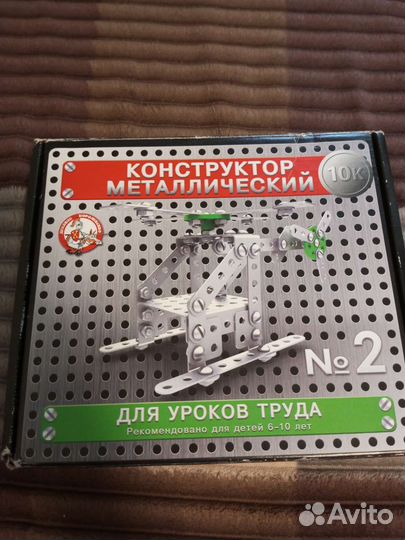 КОНСТРУКТОР
МЕТАЛЛИЧЕСКИЙ
10К
№2
ДЛЯ УРОКОВ ТРУДА
Рекомендовано для детей 6-10 лет
Avito